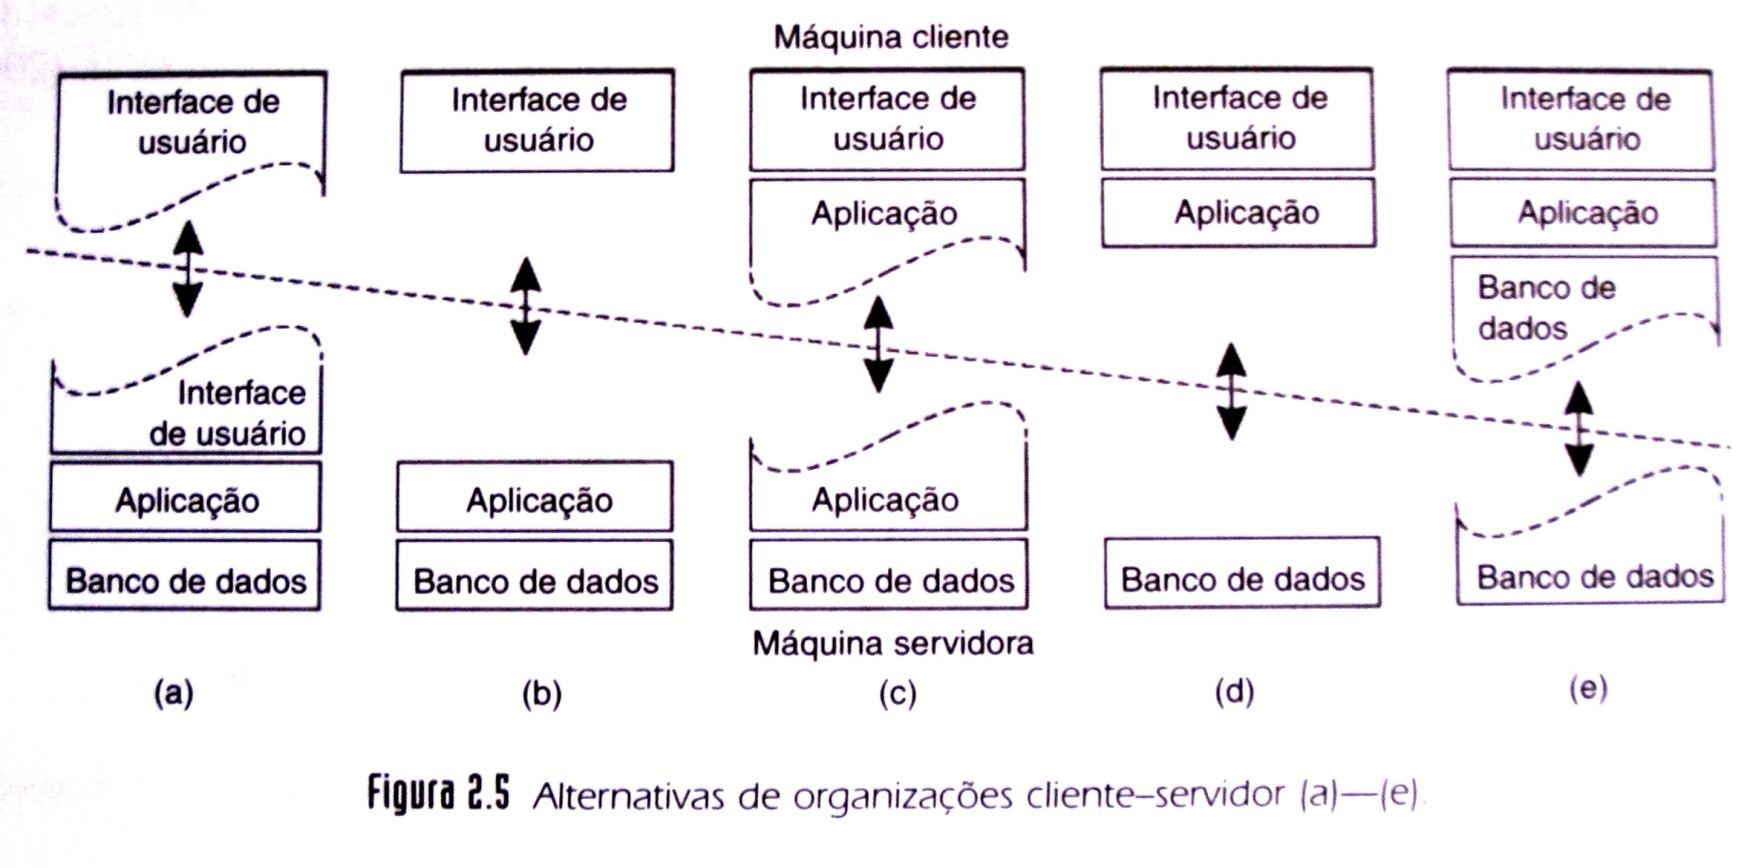 Máquina cliente
Interface de
usuário
Interface de
usuário
Interface de
usuário
Interface de
usuário
Interface de
usuário
Aplicação
Aplicação
Aplicação
Banco de
dados
Interface
de usuário
Aplicação
Aplicação
Aplicação
Banco de dados
Banco de dados
Banco de dados
Banco de dados
Banco de dados
Máquina servidora
(a)
(b)
(c)
(d)
(e)
Figura 2.5 Alternativas de organizações cliente–servidor (a)—(e).